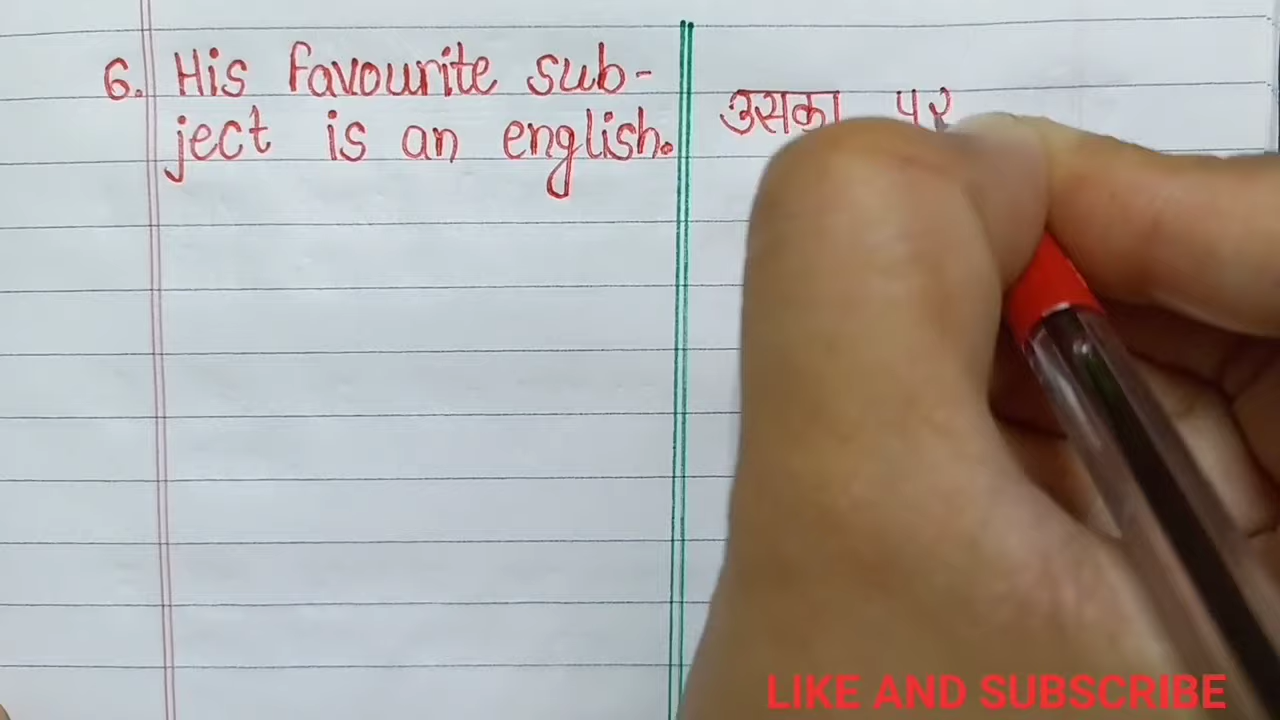 6. His favourite sub-
ject is an english.
उसका
LIKE AND SUBSCRIBE